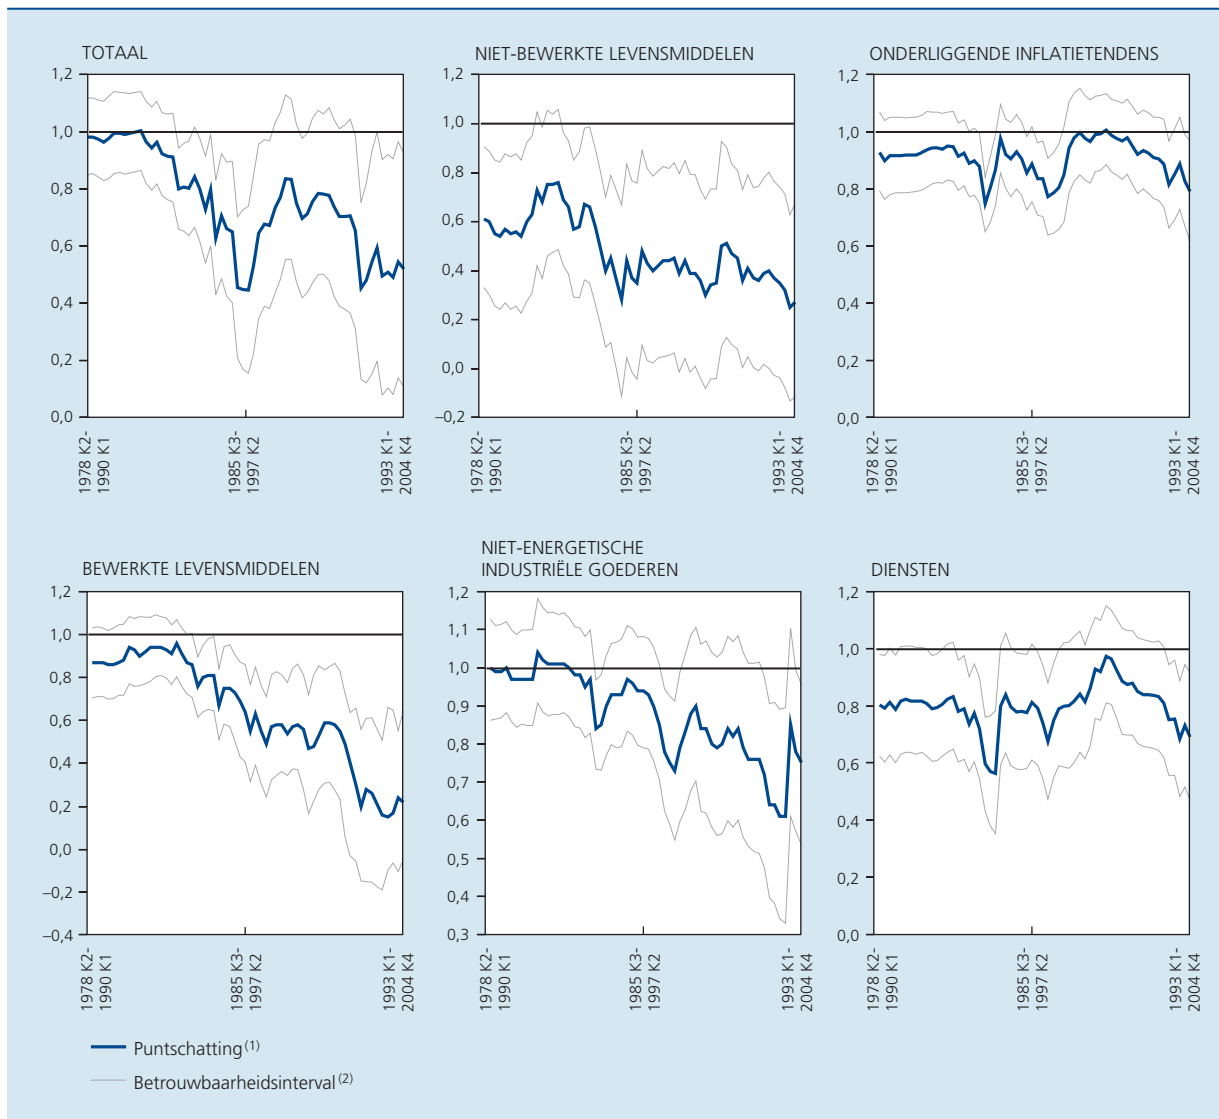 TOTAAL
1,2
1,0
0,8
0,6
0,4
0,2
0,0
1978 K2-
1990 K1
1985 K3-
1997 K2
1993 K1-
2004 K4
NIET-BEWERKTE LEVENSMIDDELEN
1,2
1,0
0,8
0,6
0,4
0,2
0,0
–0,2
1978 K2-
1990 K1
1985 K3-
1997 K2
1993 K1-
2004 K4
ONDERLIGGENDE INFLATIETENDENS
1,2
1,0
0,8
0,6
0,4
0,2
0,0
1978 K2-
1990 K1
1985 K3-
1997 K2
1993 K1-
2004 K4
BEWERKTE LEVENSMIDDELEN
1,2
1,0
0,8
0,6
0,4
0,2
0,0
–0,2
–0,4
1978 K2-
1990 K1
1985 K3-
1997 K2
1993 K1-
2004 K4
NIET-ENERGETISCHE
INDUSTRIËLE GOEDEREN
1,2
1,1
1,0
0,9
0,8
0,7
0,6
0,5
0,4
0,3
1978 K2-
1990 K1
1985 K3-
1997 K2
1993 K1-
2004 K4
DIENSTEN
1,2
1,0
0,8
0,6
0,4
0,2
0,0
1978 K2-
1990 K1
1985 K3-
1997 K2
1993 K1-
2004 K4
Puntschatting (1)
Betrouwbaarheidsinterval (2)